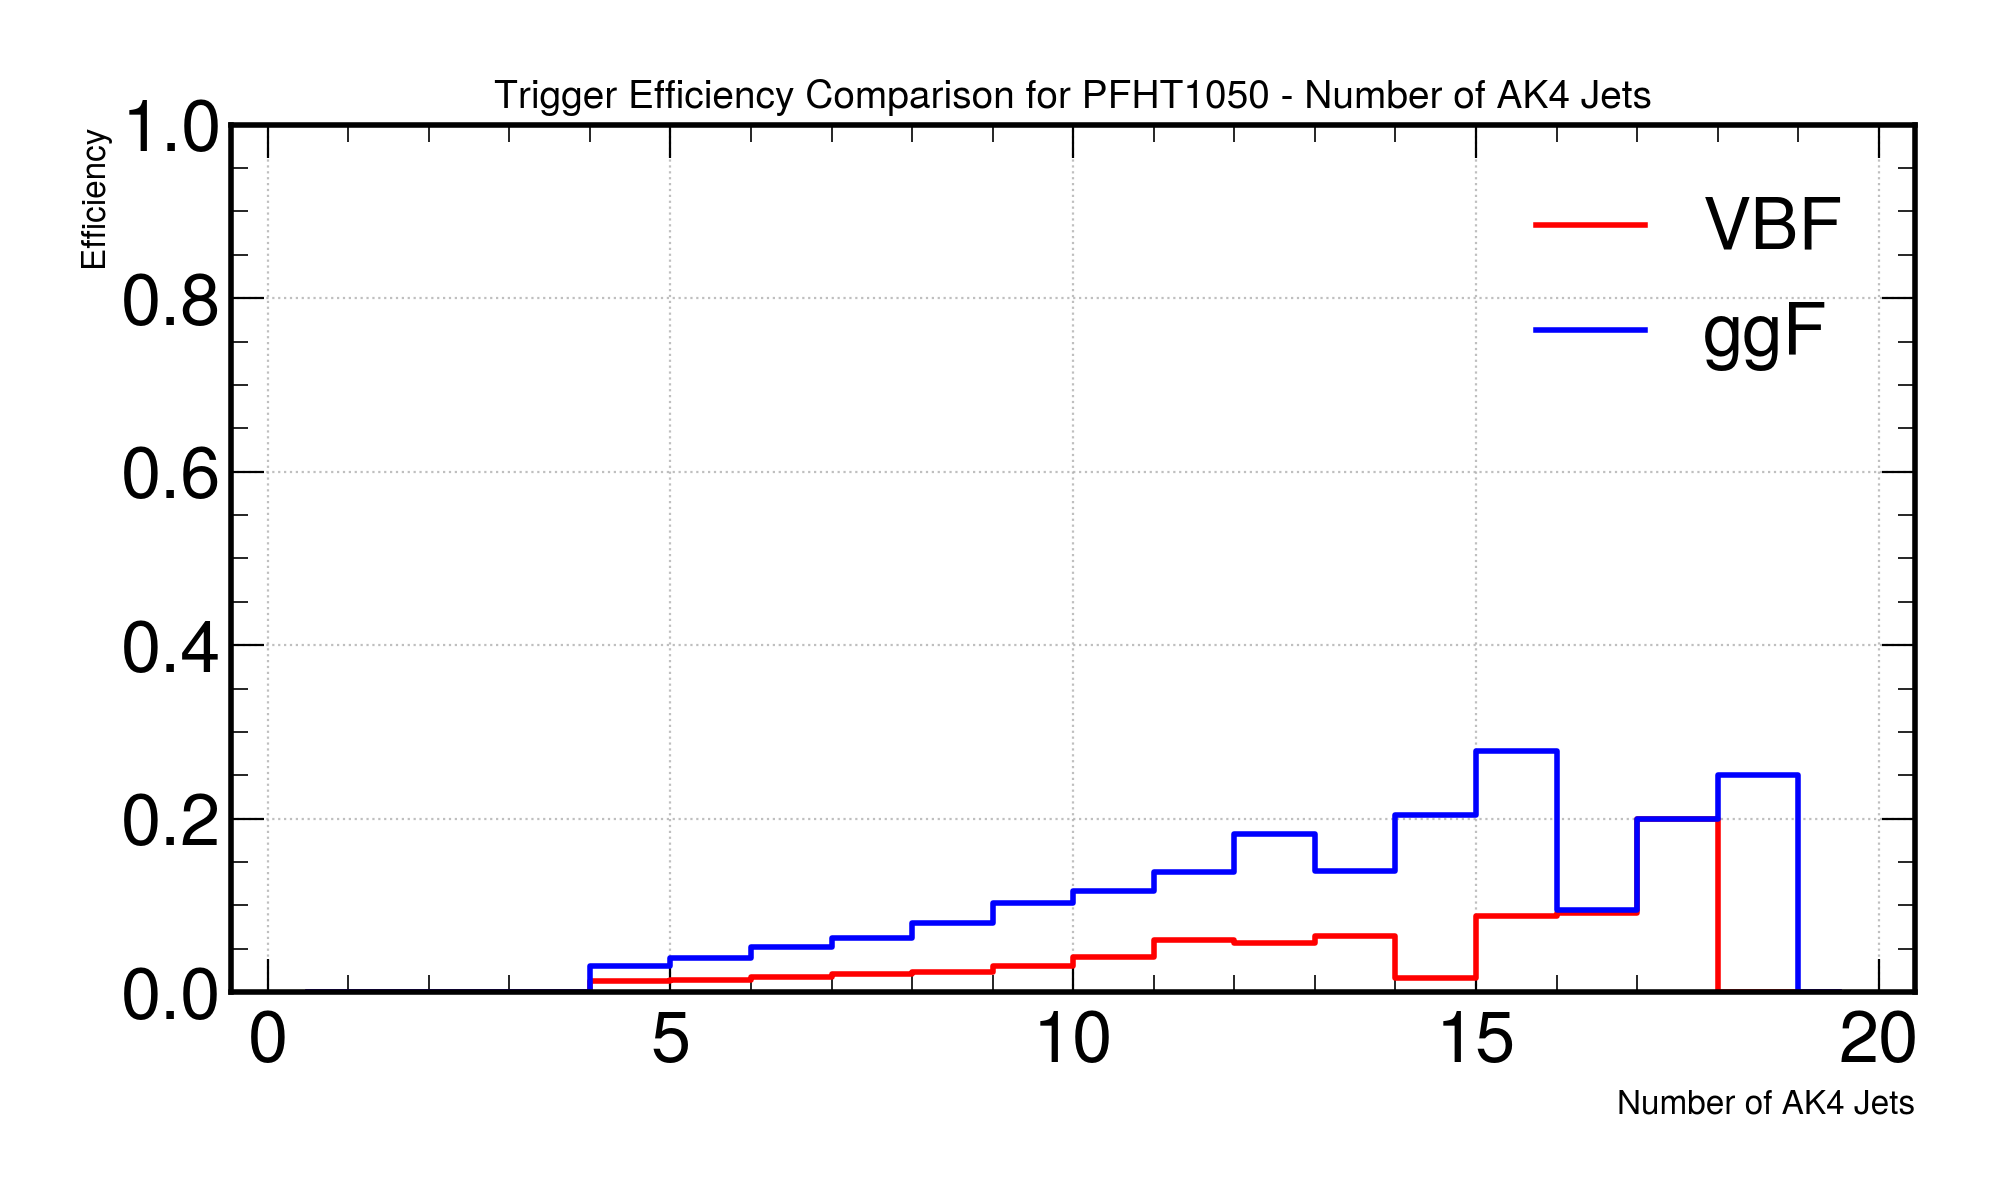 Trigger Efficiency Comparison for PFHT1050 - Number of AK4 Jets
Efficiency
1.0
0.8
0.6
0.4
0.2
0.0
VBF
ggF
0 5 10 15 20
Number of AK4 Jets